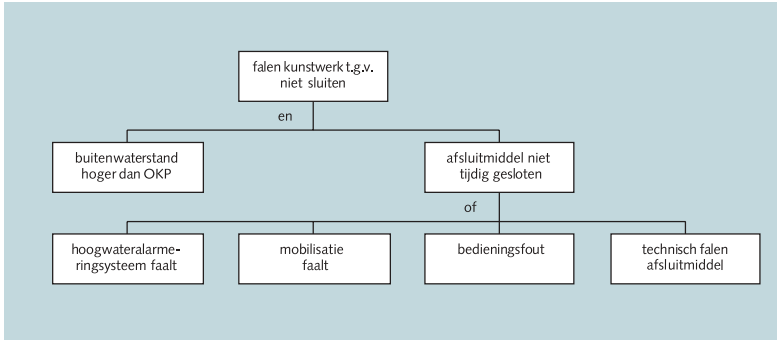 falen kunstwerk t.g.v.
niet sluiten
en
buitenwaterstand
hoger dan OKP
afsluitmiddel niet
tijdig gesloten
of
hoogwateralarme-
ringsysteem faalt
mobilisatie
faalt
bedieningsfout
technisch falen
afsluitmiddel